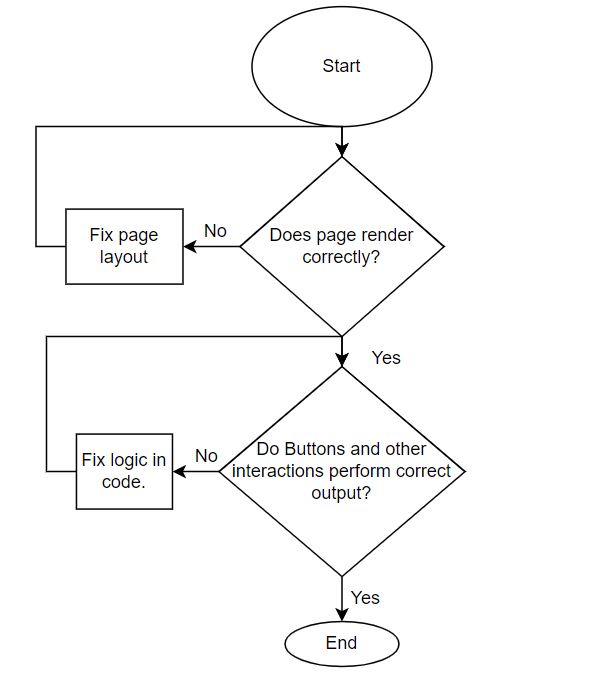 Start
Does page render
correctly?
No
Fix page
layout
Yes
Do Buttons and other
interactions perform correct
output?
No
Fix logic in
code.
Yes
End